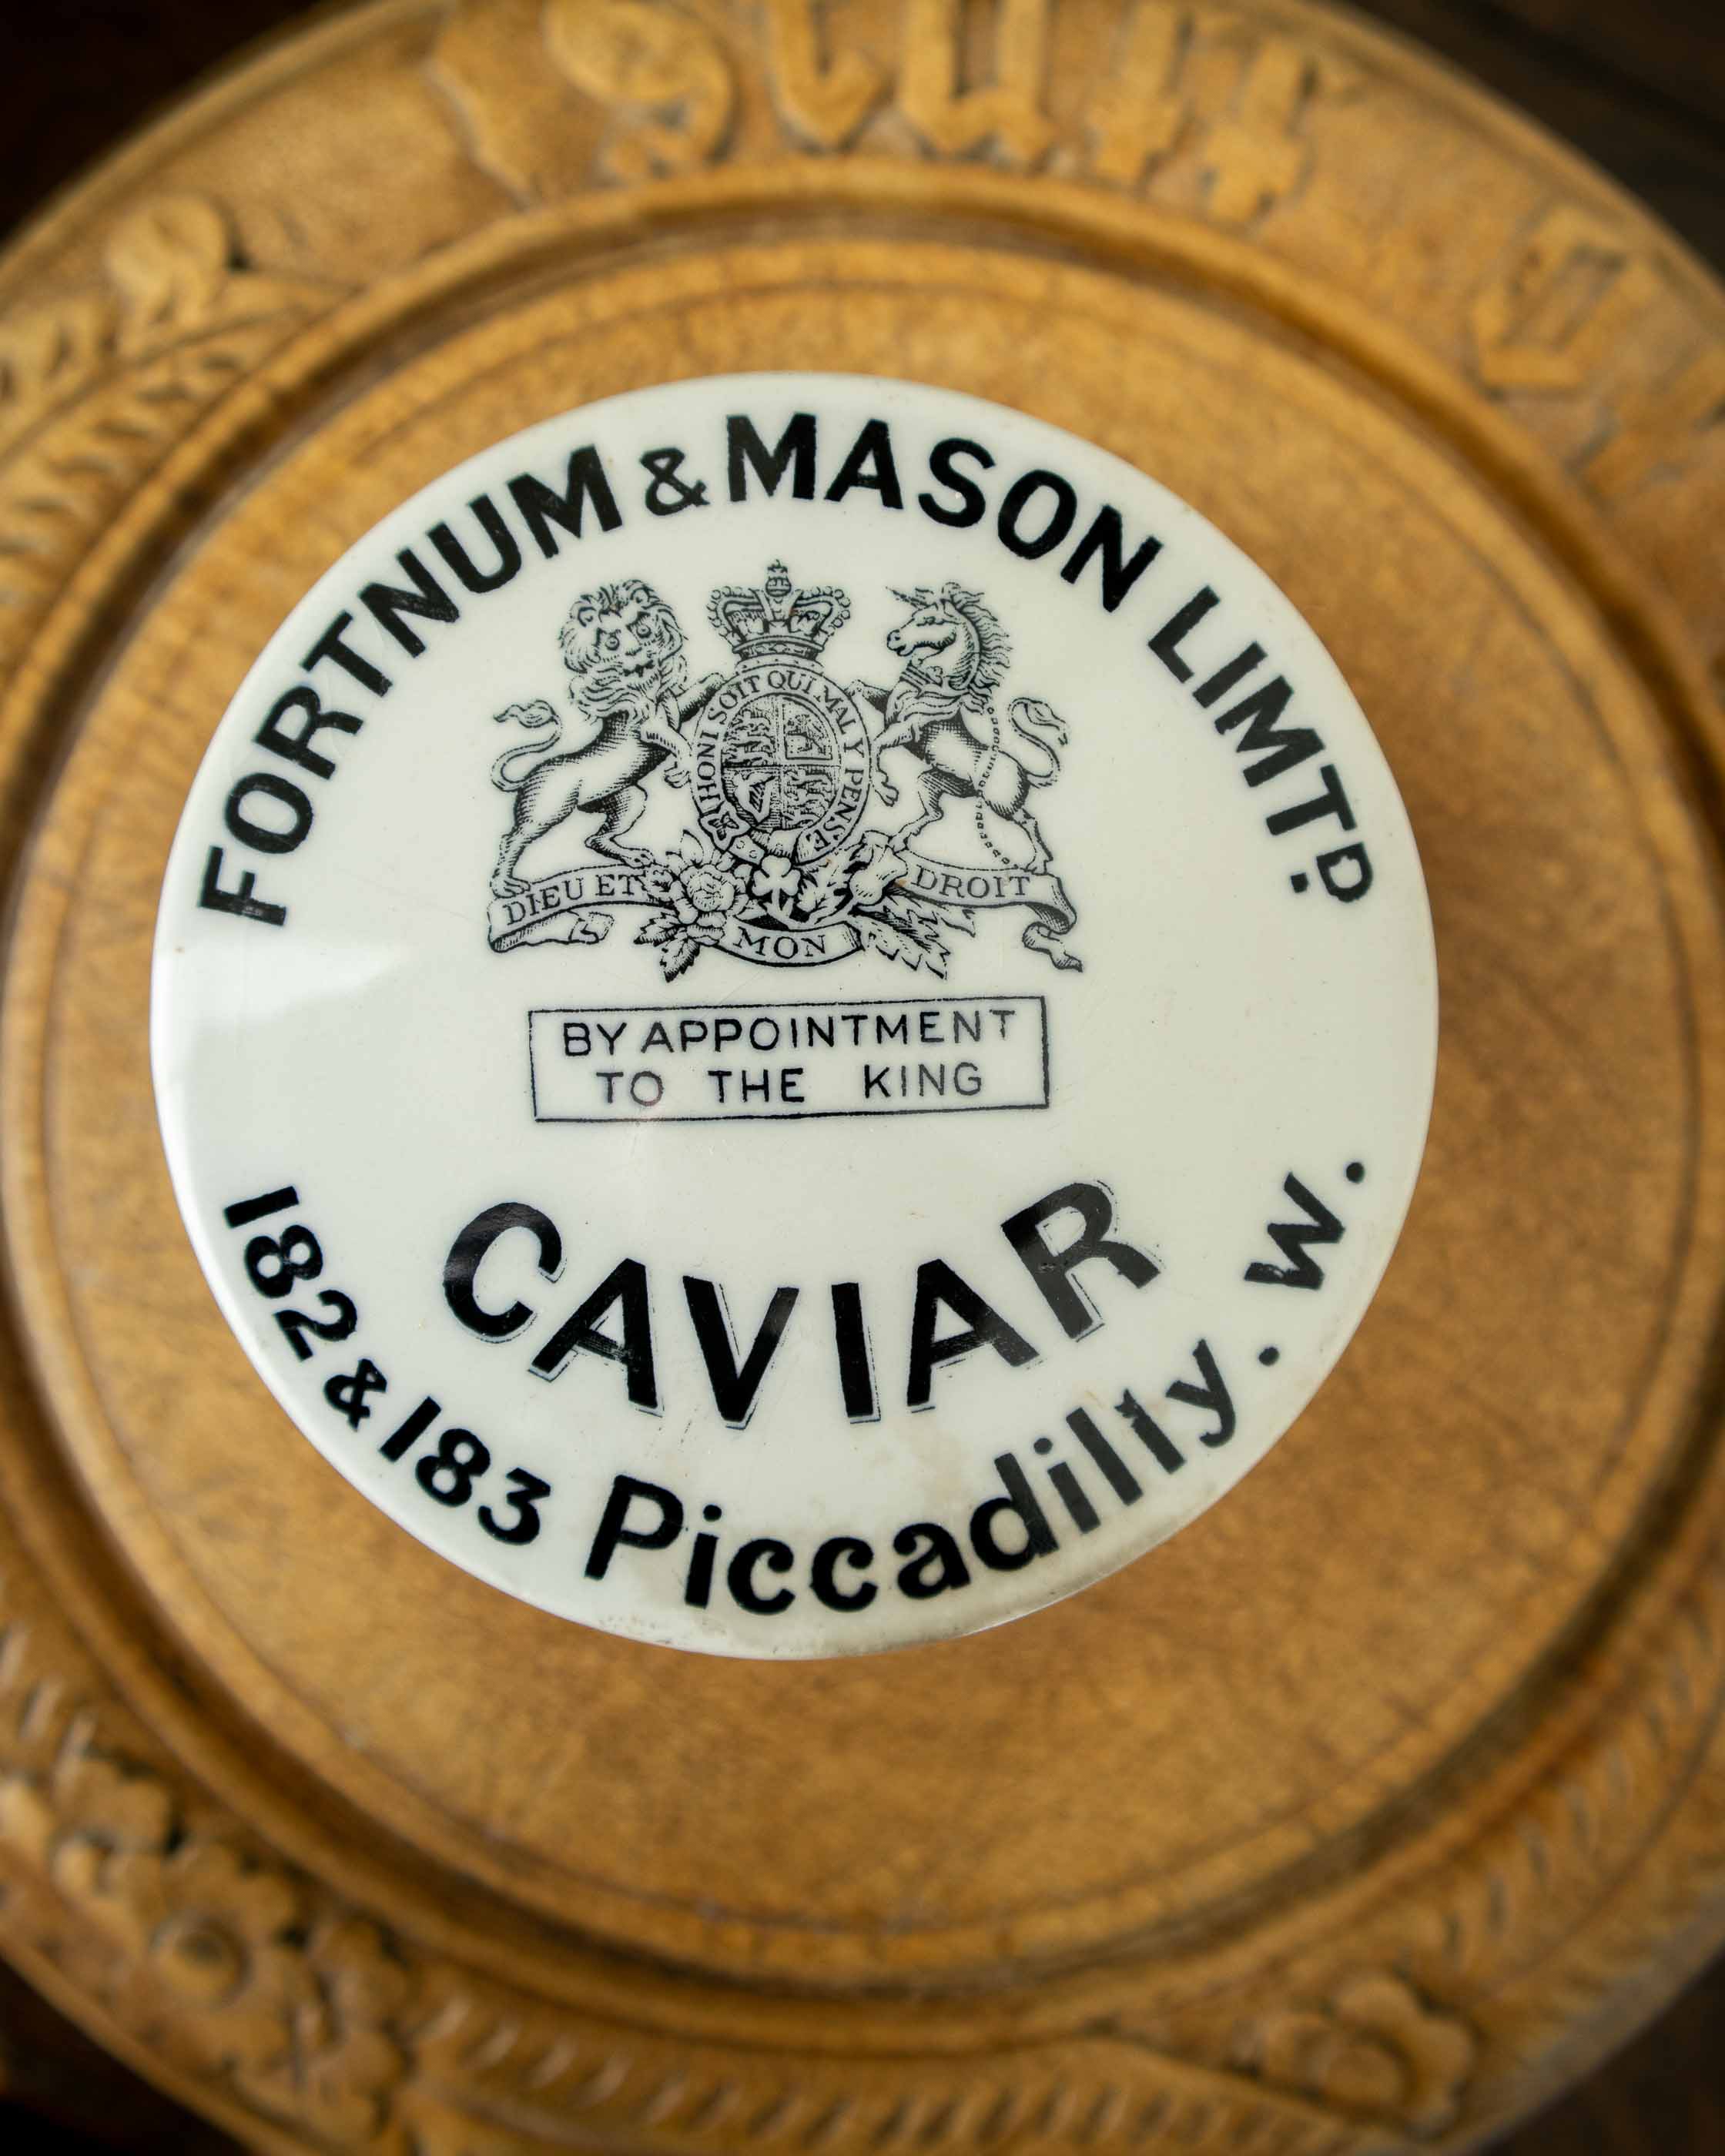 FORTNUM & MASON LIMTD.
HONI SOIT QUI MAL Y PENSE
DIEU ET MON DROIT
BY APPOINTMENT
TO THE KING
CAVIAR
182 & 183 Piccadilly. W.